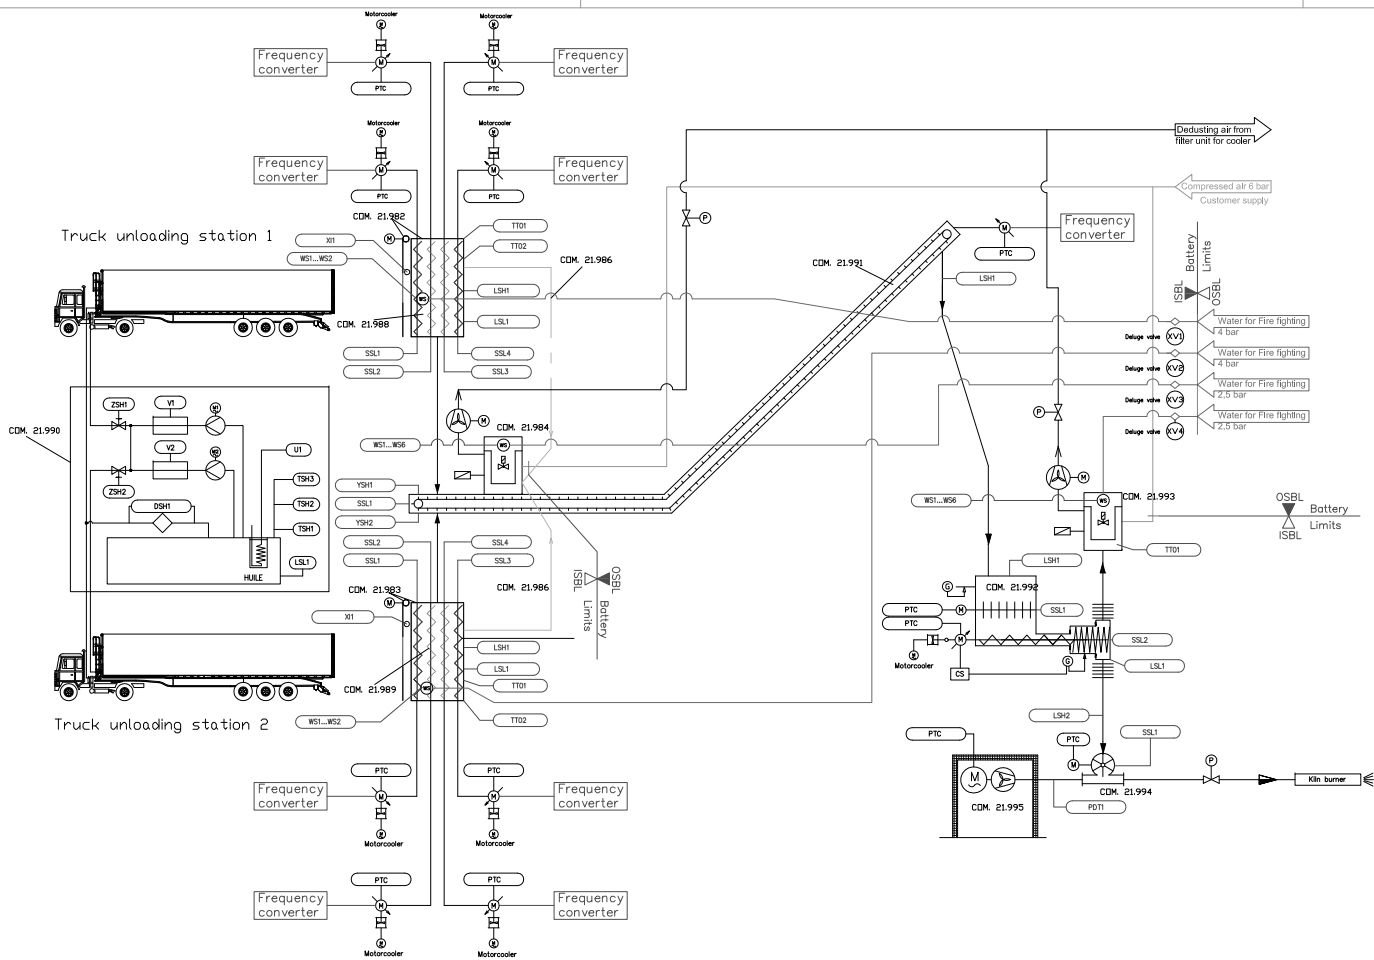 Motorcooler
Motorcooler
M
M
Frequency
converter
M
M
Frequency
converter
PTC
PTC
Motorcooler
Motorcooler
M
M
Dedusting air from
filter unit for cooler
Frequency
converter
M
M
Frequency
converter
PTC
PTC
Compressed air 6 bar
Customer supply
COM. 21.982
P
Truck unloading station 1
XI1
M
TT01
TT02
WS1...WS2
M
Frequency
converter
PTC
COM. 21.986
COM. 21.991
LSH1
Battery
Limits
ISBL
OSBL
LSH1
WS
LSL1
COM. 21.988
Water for Fire fighting
4 bar
Deluge valve
XV1
SSL1
SSL4
SSL2
SSL3
Water for Fire fighting
4 bar
Deluge valve
XV2
Water for Fire fighting
2,5 bar
Deluge valve
XV3
Water for Fire fighting
2,5 bar
Deluge valve
XV4
ZSH1
V1
M1
COM. 21.990
V2
M2
ZSH2
U1
TSH3
TSH2
TSH1
DSH1
LSL1
HUILE
M
COM. 21.984
WS1...WS6
WS
YSH1
SSL1
YSH2
P
M
WS1...WS6
WS
COM. 21.993
TT01
OSBL
Battery
ISBL
Limits
SSL2
SSL4
SSL1
SSL3
COM. 21.986
ISBL
OSBL
Limits
Battery
COM. 21.983
M
XI1
LSH1
LSL1
TT01
TT02
COM. 21.989
WS
WS1...WS2
Truck unloading station 2
LSH1
G
COM. 21.992
PTC
M
SSL1
PTC
M
M
Motorcooler
SSL2
G
LSL1
CS
LSH2
PTC
PTC
SSL1
M
P
M
Kiln burner
COM. 21.994
COM. 21.995
PDT1
PTC
PTC
Frequency
converter
M
M
Frequency
converter
M
M
Motorcooler
Motorcooler
PTC
PTC
Frequency
converter
M
M
Frequency
converter
M
M
Motorcooler
Motorcooler